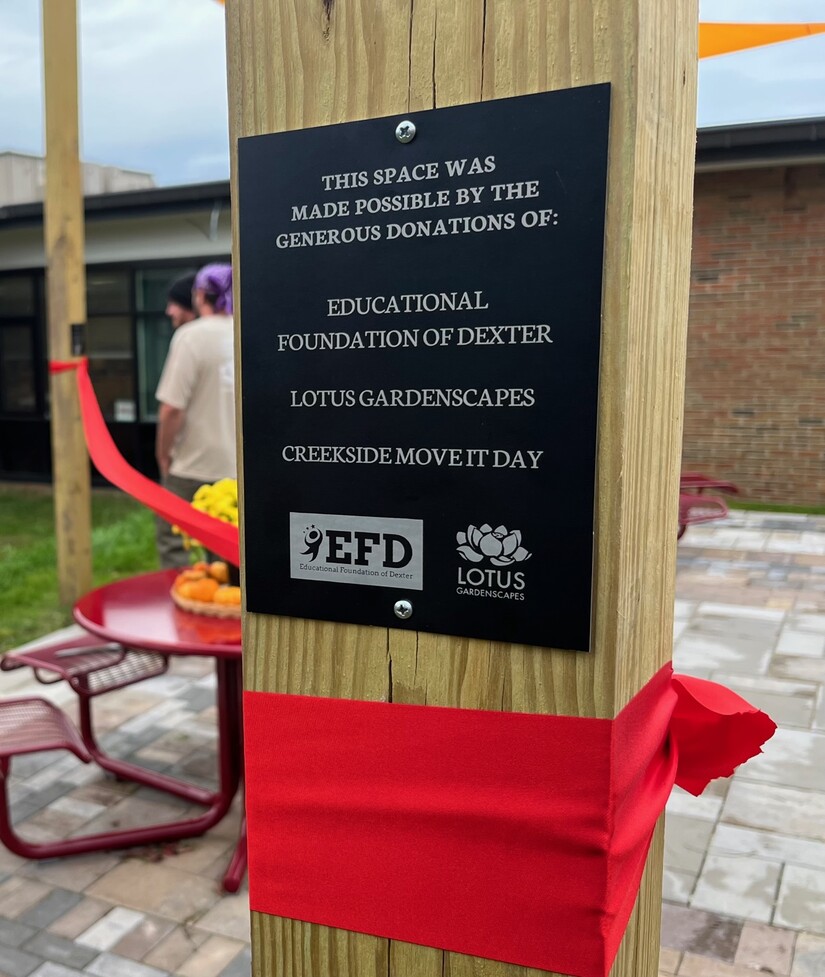 THIS SPACE WAS
MADE POSSIBLE BY THE
GENEROUS DONATIONS OF:
EDUCATIONAL
FOUNDATION OF DEXTER
LOTUS GARDENSCAPES
CREEKSIDE MOVE IT DAY
EFD
Educational Foundation of Dexter
LOTUS
GARDENSCAPES